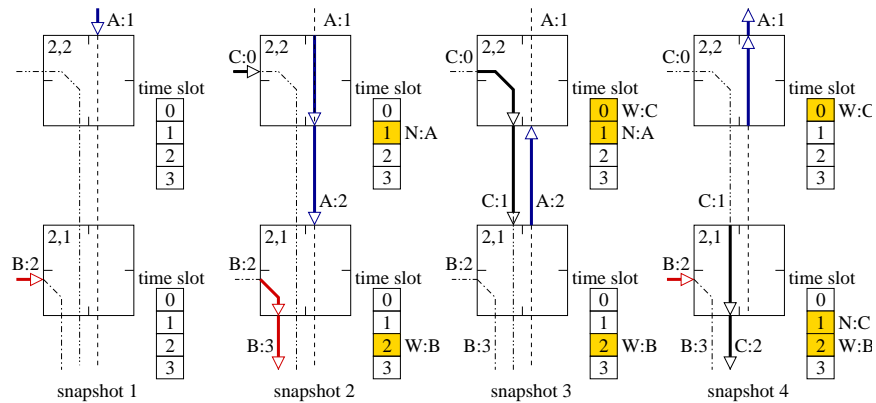 A:1
2,2
time slot
0
1
2
3
2,1
B:2
time slot
0
1
2
3
snapshot 1
A:1
C:0
2,2
time slot
0
1 N:A
2
3
A:2
2,1
B:2
time slot
0
1
2 W:B
3
B:3
snapshot 2
C:0
2,2
time slot
0 W:C
1 N:A
2
3
C:1
A:2
2,1
B:2
time slot
0
1
2 W:B
3
B:3
snapshot 3
A:1
C:0
2,2
time slot
0 W:C
1
2
3
C:1
2,1
B:2
time slot
0
1 N:C
2 W:B
3
B:3
C:2
snapshot 4